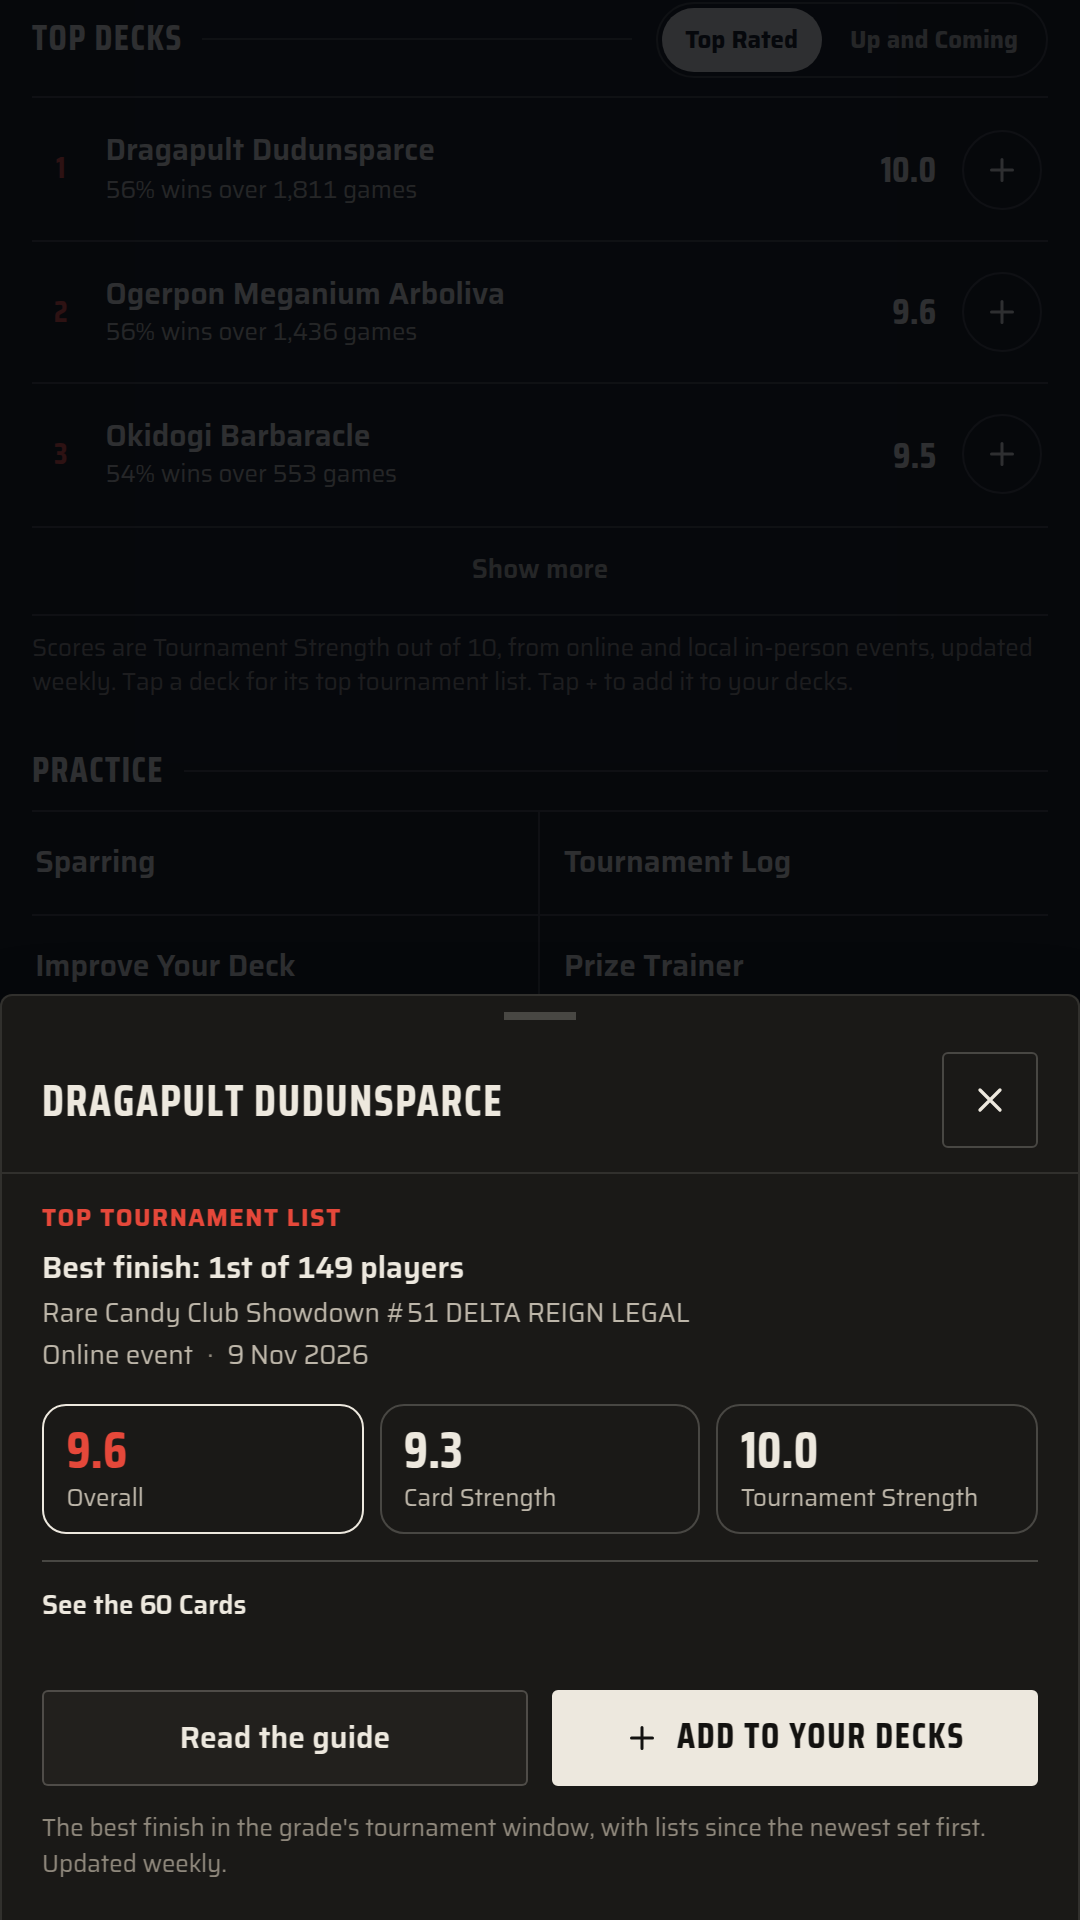 TOP DECKS
Top Rated
Up and Coming
1
Dragapult Dudunsparce
56% wins over 1,811 games
10.0
+
2
Ogerpon Meganium Arboliva
56% wins over 1,436 games
9.6
+
3
Okidogi Barbaracle
54% wins over 553 games
9.5
+
Show more
Scores are Tournament Strength out of 10, from online and local in-person events, updated
weekly. Tap a deck for its top tournament list. Tap + to add it to your decks.
PRACTICE
Sparring
Tournament Log
Improve Your Deck
Prize Trainer
DRAGAPULT DUDUNSPARCE
TOP TOURNAMENT LIST
Best finish: 1st of 149 players
Rare Candy Club Showdown #51 DELTA REIGN LEGAL
Online event · 9 Nov 2026
9.6
Overall
9.3
Card Strength
10.0
Tournament Strength
See the 60 Cards
Read the guide
+ ADD TO YOUR DECKS
The best finish in the grade's tournament window, with lists since the newest set first.
Updated weekly.